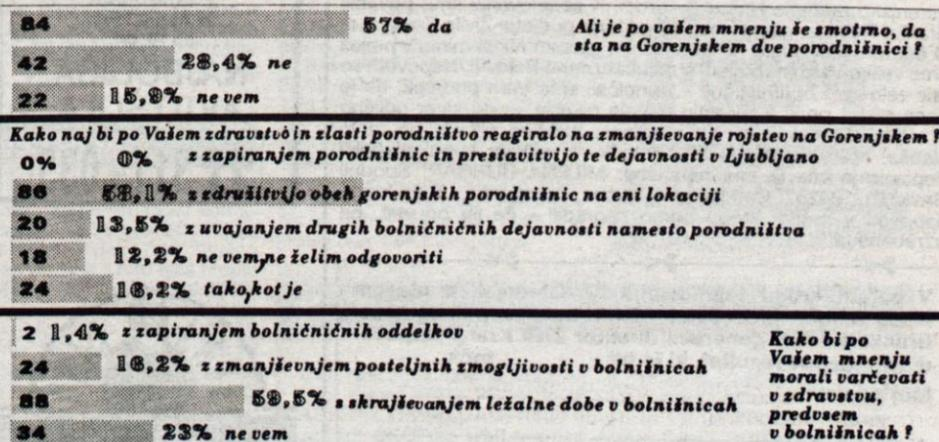 84 57% da
42 28,4% ne
22 15,9% ne vem
Ali je po vašem mnenju še smotrno, da
sta na Gorenjskem dve porodnišnici ?
Kako naj bi po Vašem zdravstvo in zlasti porodništvo reagiralo na zmanjševanje rojstev na Gorenjskem ?
0% 0% z zapiranjem porodnišnic in prestavitvijo te dejavnosti v Ljubljano
86 58,1% z združitvijo obeh gorenjskih porodnišnic na eni lokaciji
20 13,5% z uvajanjem drugih bolničničnih dejavnosti namesto porodništva
18 12,2% ne vem, ne želim odgovoriti
24 16,2% tako, kot je
2 1,4% z zapiranjem bolničničnih oddelkov
24 16,2% z zmanjševnjem posteljnih zmogljivosti v bolnišnicah
88 59,5% s skrajševanjem ležalne dobe v bolnišnicah
34 23% ne vem
Kako bi po
Vašem mnenju
morali varčevati
v zdravstvu,
predvsem
v bolnišnicah ?